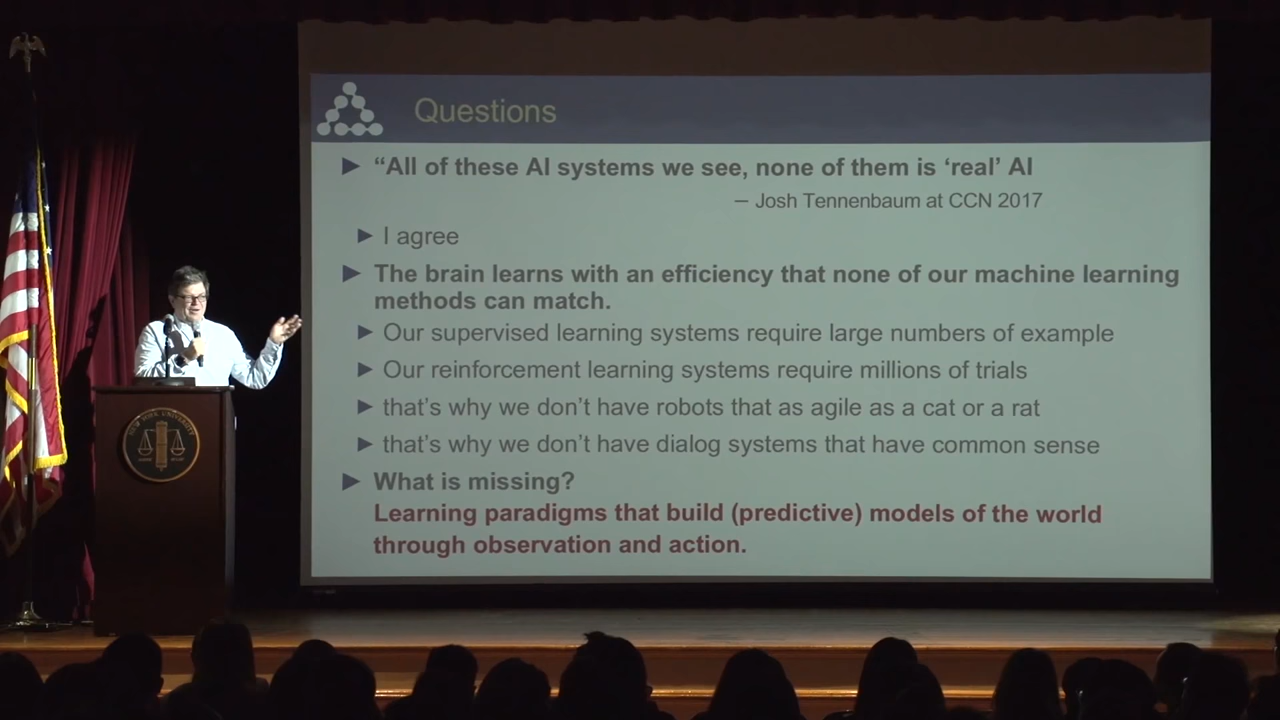 Questions
“All of these AI systems we see, none of them is ‘real’ AI
– Josh Tennenbaum at CCN 2017
I agree
The brain learns with an efficiency that none of our machine learning
methods can match.
Our supervised learning systems require large numbers of example
Our reinforcement learning systems require millions of trials
that’s why we don’t have robots that as agile as a cat or a rat
that’s why we don’t have dialog systems that have common sense
What is missing?
Learning paradigms that build (predictive) models of the world
through observation and action.
NEW YORK UNIVERSITY